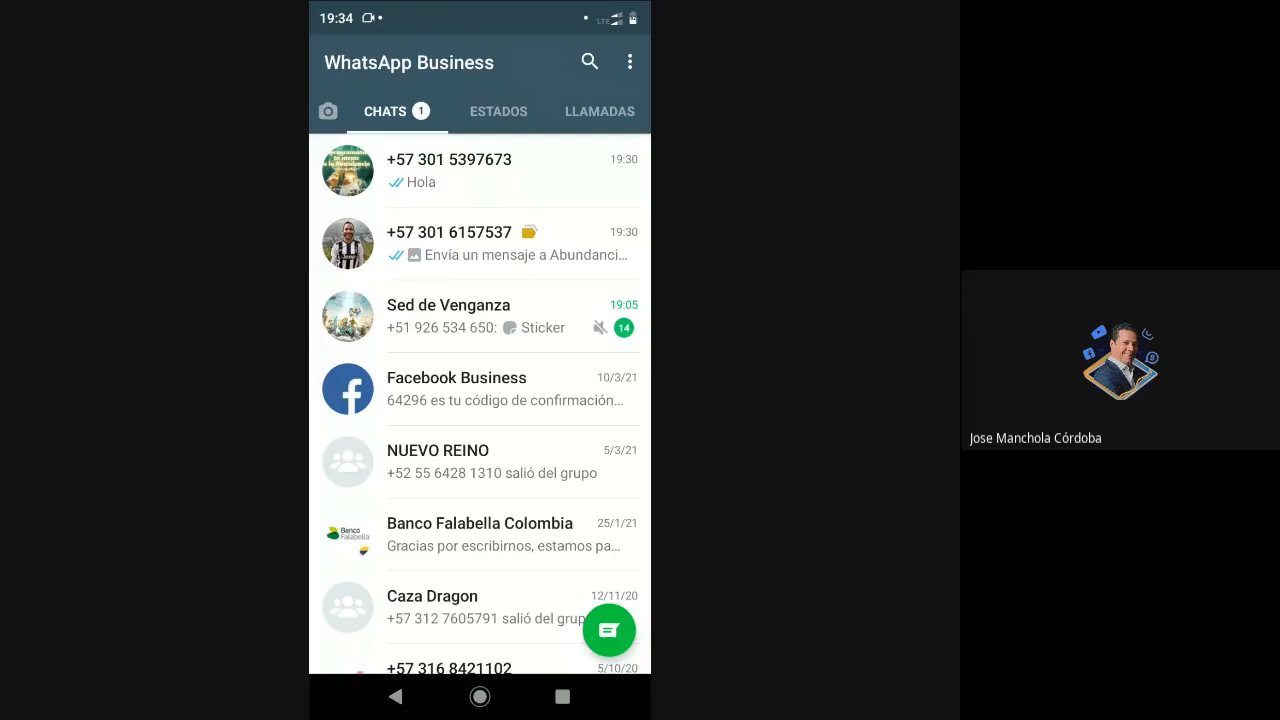 19:34
LTE
WhatsApp Business
CHATS 1
ESTADOS
LLAMADAS
+57 301 5397673
19:30
Hola
+57 301 6157537
19:30
Envía un mensaje a Abundanci...
Sed de Venganza
19:05
+51 926 534 650: Sticker
14
Facebook Business
10/3/21
64296 es tu código de confirmación...
NUEVO REINO
5/3/21
+52 55 6428 1310 salió del grupo
Banco Falabella
Banco Falabella Colombia
25/1/21
Gracias por escribirnos, estamos pa...
Caza Dragon
12/11/20
+57 312 7605791 salió del grup
+57 316 8421102
5/10/20
Jose Manchola Córdoba